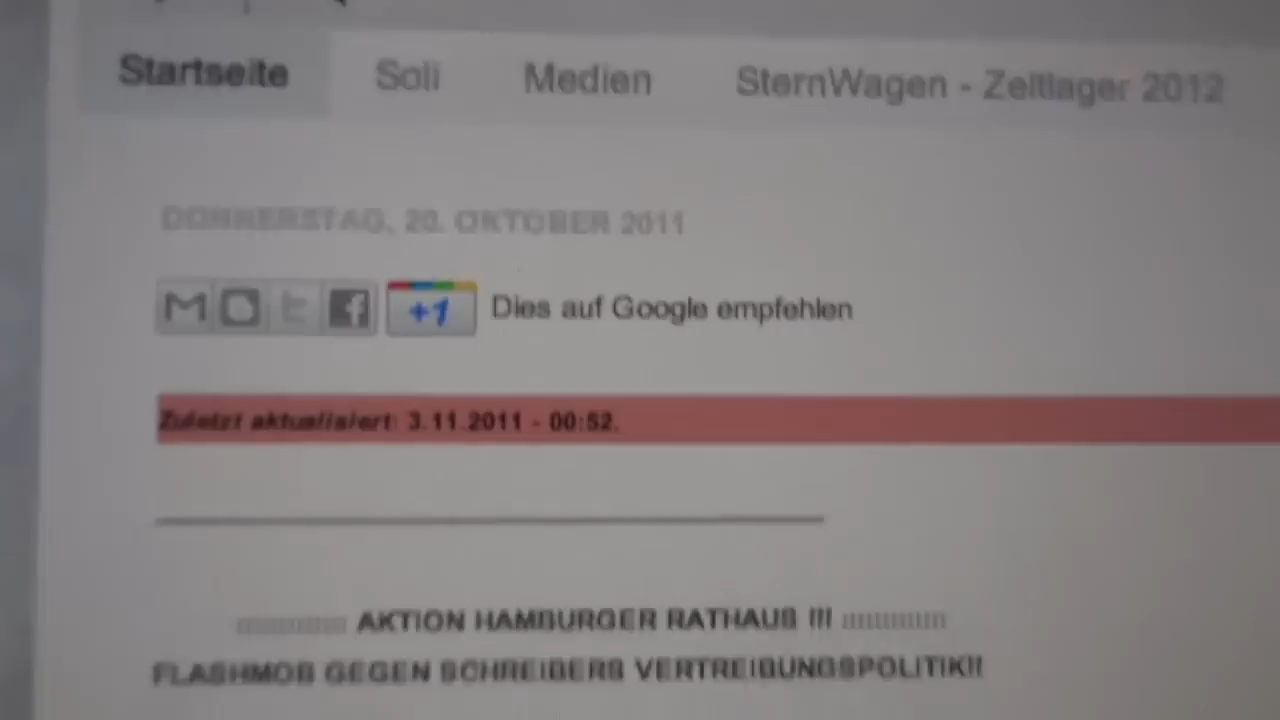 Startseite Soli Medien SternWagen - Zeltlager 2012
DONNERSTAG, 20. OKTOBER 2011
+1 Dies auf Google empfehlen
Zuletzt aktualisiert: 3.11.2011 - 00:52.
AKTION HAMBURGER RATHAUS !!!
FLASHMOB GEGEN SCHREIBERS VERTREIBUNGSPOLITIK!!